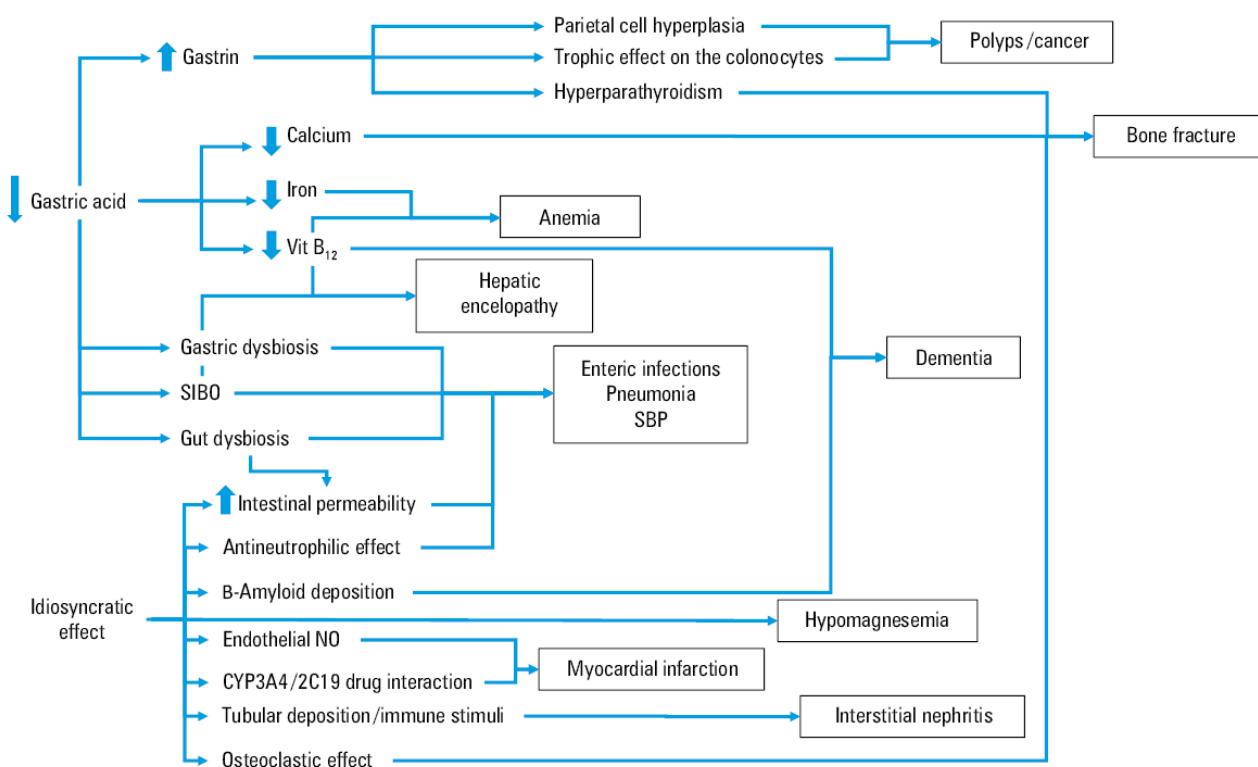 Parietal cell hyperplasia
Polyps/cancer
Gastrin
Trophic effect on the colonocytes
Hyperparathyroidism
Calcium
Bone fracture
Gastric acid
Iron
Anemia
Vit B₁₂
Hepatic
encelopathy
Gastric dysbiosis
Dementia
Enteric infections
Pneumonia
SBP
SIBO
Gut dysbiosis
Intestinal permeability
Antineutrophilic effect
B-Amyloid deposition
Idiosyncratic
effect
Hypomagnesemia
Endothelial NO
Myocardial infarction
CYP3A4/2C19 drug interaction
Tubular deposition/immune stimuli
Interstitial nephritis
Osteoclastic effect